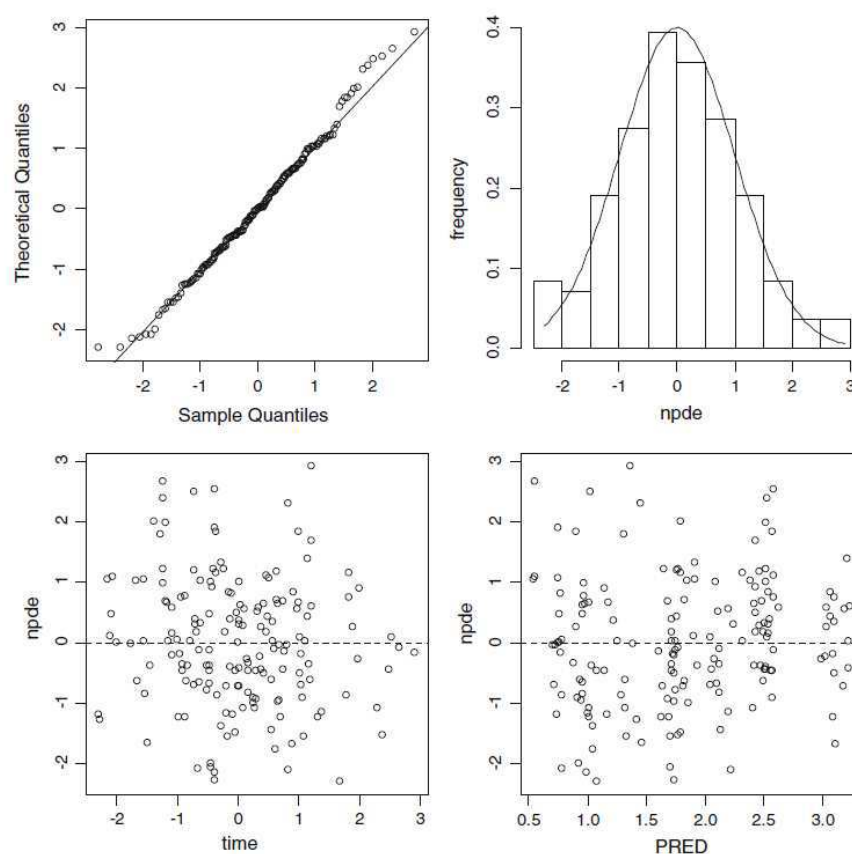 Theoretical Quantiles
3
2
1
0
-1
-2
-2 -1 0 1 2
Sample Quantiles
frequency
0.4
0.3
0.2
0.1
0.0
-2 -1 0 1 2 3
npde
npde
3
2
1
0
-1
-2
-2 -1 0 1 2 3
time
npde
3
2
1
0
-1
-2
0.5 1.0 1.5 2.0 2.5 3.0
PRED